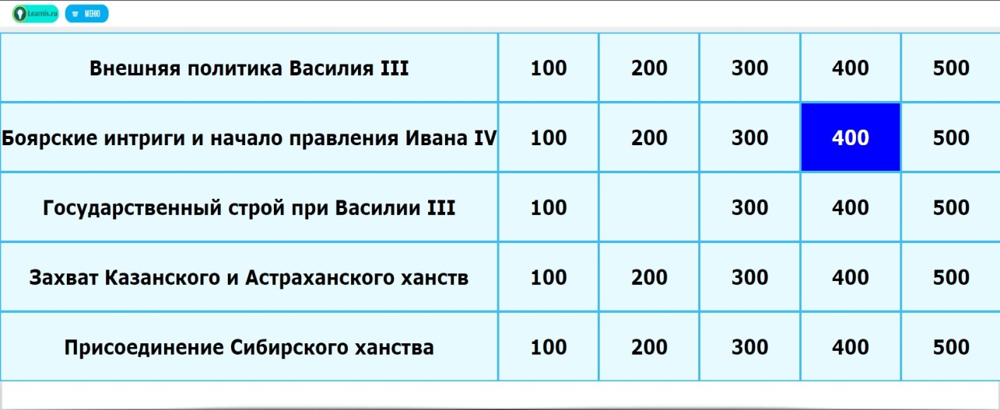 Learnis.ru МЕНЮ
Внешняя политика Василия III 100 200 300 400 500
Боярские интриги и начало правления Ивана IV 100 200 300 400 500
Государственный строй при Василии III 100 300 400 500
Захват Казанского и Астраханского ханств 100 200 300 400 500
Присоединение Сибирского ханства 100 200 300 400 500